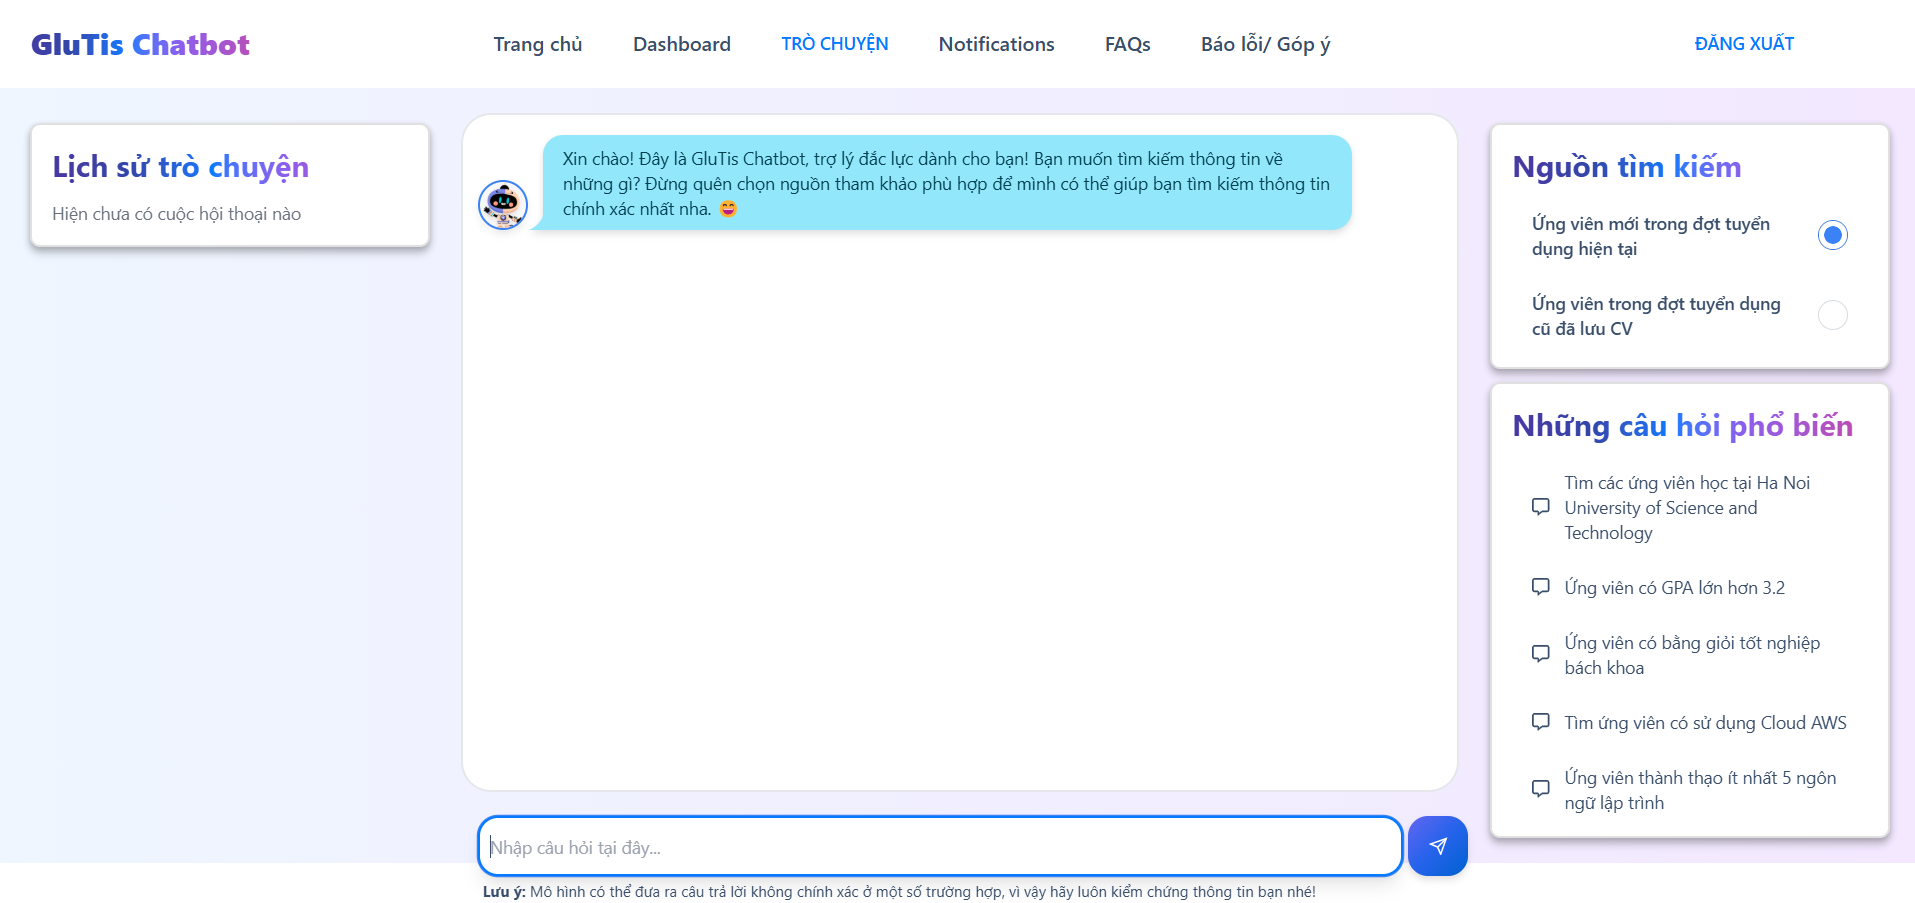 GluTis Chatbot
Trang chủ
Dashboard
TRÒ CHUYỆN
Notifications
FAQs
Báo lỗi/ Góp ý
ĐĂNG XUẤT
Lịch sử trò chuyện
Hiện chưa có cuộc hội thoại nào
Xin chào! Đây là GluTis Chatbot, trợ lý đắc lực dành cho bạn! Bạn muốn tìm kiếm thông tin về
những gì? Đừng quên chọn nguồn tham khảo phù hợp để mình có thể giúp bạn tìm kiếm thông tin
chính xác nhất nha. 😄
Nhập câu hỏi tại đây...
Lưu ý: Mô hình có thể đưa ra câu trả lời không chính xác ở một số trường hợp, vì vậy hãy luôn kiểm chứng thông tin bạn nhé!
Nguồn tìm kiếm
Ứng viên mới trong đợt tuyển
dụng hiện tại
Ứng viên trong đợt tuyển dụng
cũ đã lưu CV
Những câu hỏi phổ biến
Tìm các ứng viên học tại Ha Noi
University of Science and
Technology
Ứng viên có GPA lớn hơn 3.2
Ứng viên có bằng giỏi tốt nghiệp
bách khoa
Tìm ứng viên có sử dụng Cloud AWS
Ứng viên thành thạo ít nhất 5 ngôn
ngữ lập trình